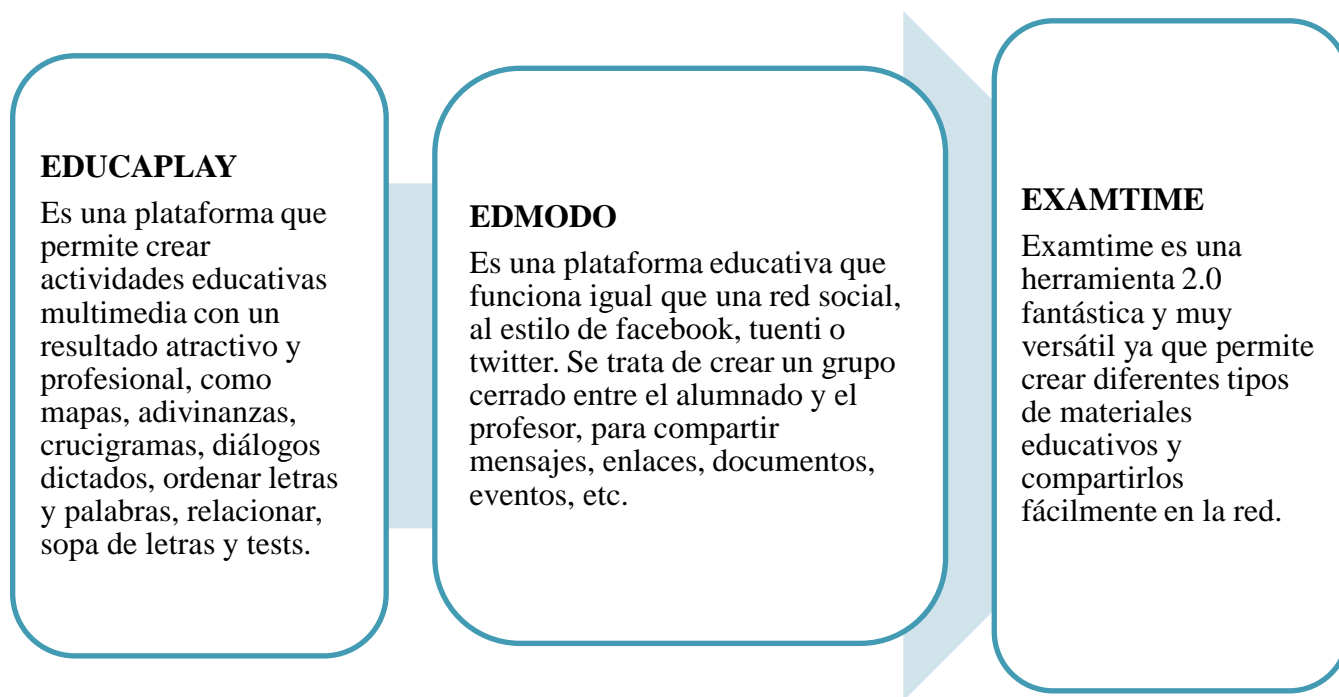 EDUCAPLAY
Es una plataforma que
permite crear
actividades educativas
multimedia con un
resultado atractivo y
profesional, como
mapas, adivinanzas,
crucigramas, diálogos
dictados, ordenar letras
y palabras, relacionar,
sopa de letras y tests.
EDMODO
Es una plataforma educativa que
funciona igual que una red social,
al estilo de facebook, tuenti o
twitter. Se trata de crear un grupo
cerrado entre el alumnado y el
profesor, para compartir
mensajes, enlaces, documentos,
eventos, etc.
EXAMTIME
Examtime es una
herramienta 2.0
fantástica y muy
versátil ya que permite
crear diferentes tipos
de materiales
educativos y
compartirlos
fácilmente en la red.